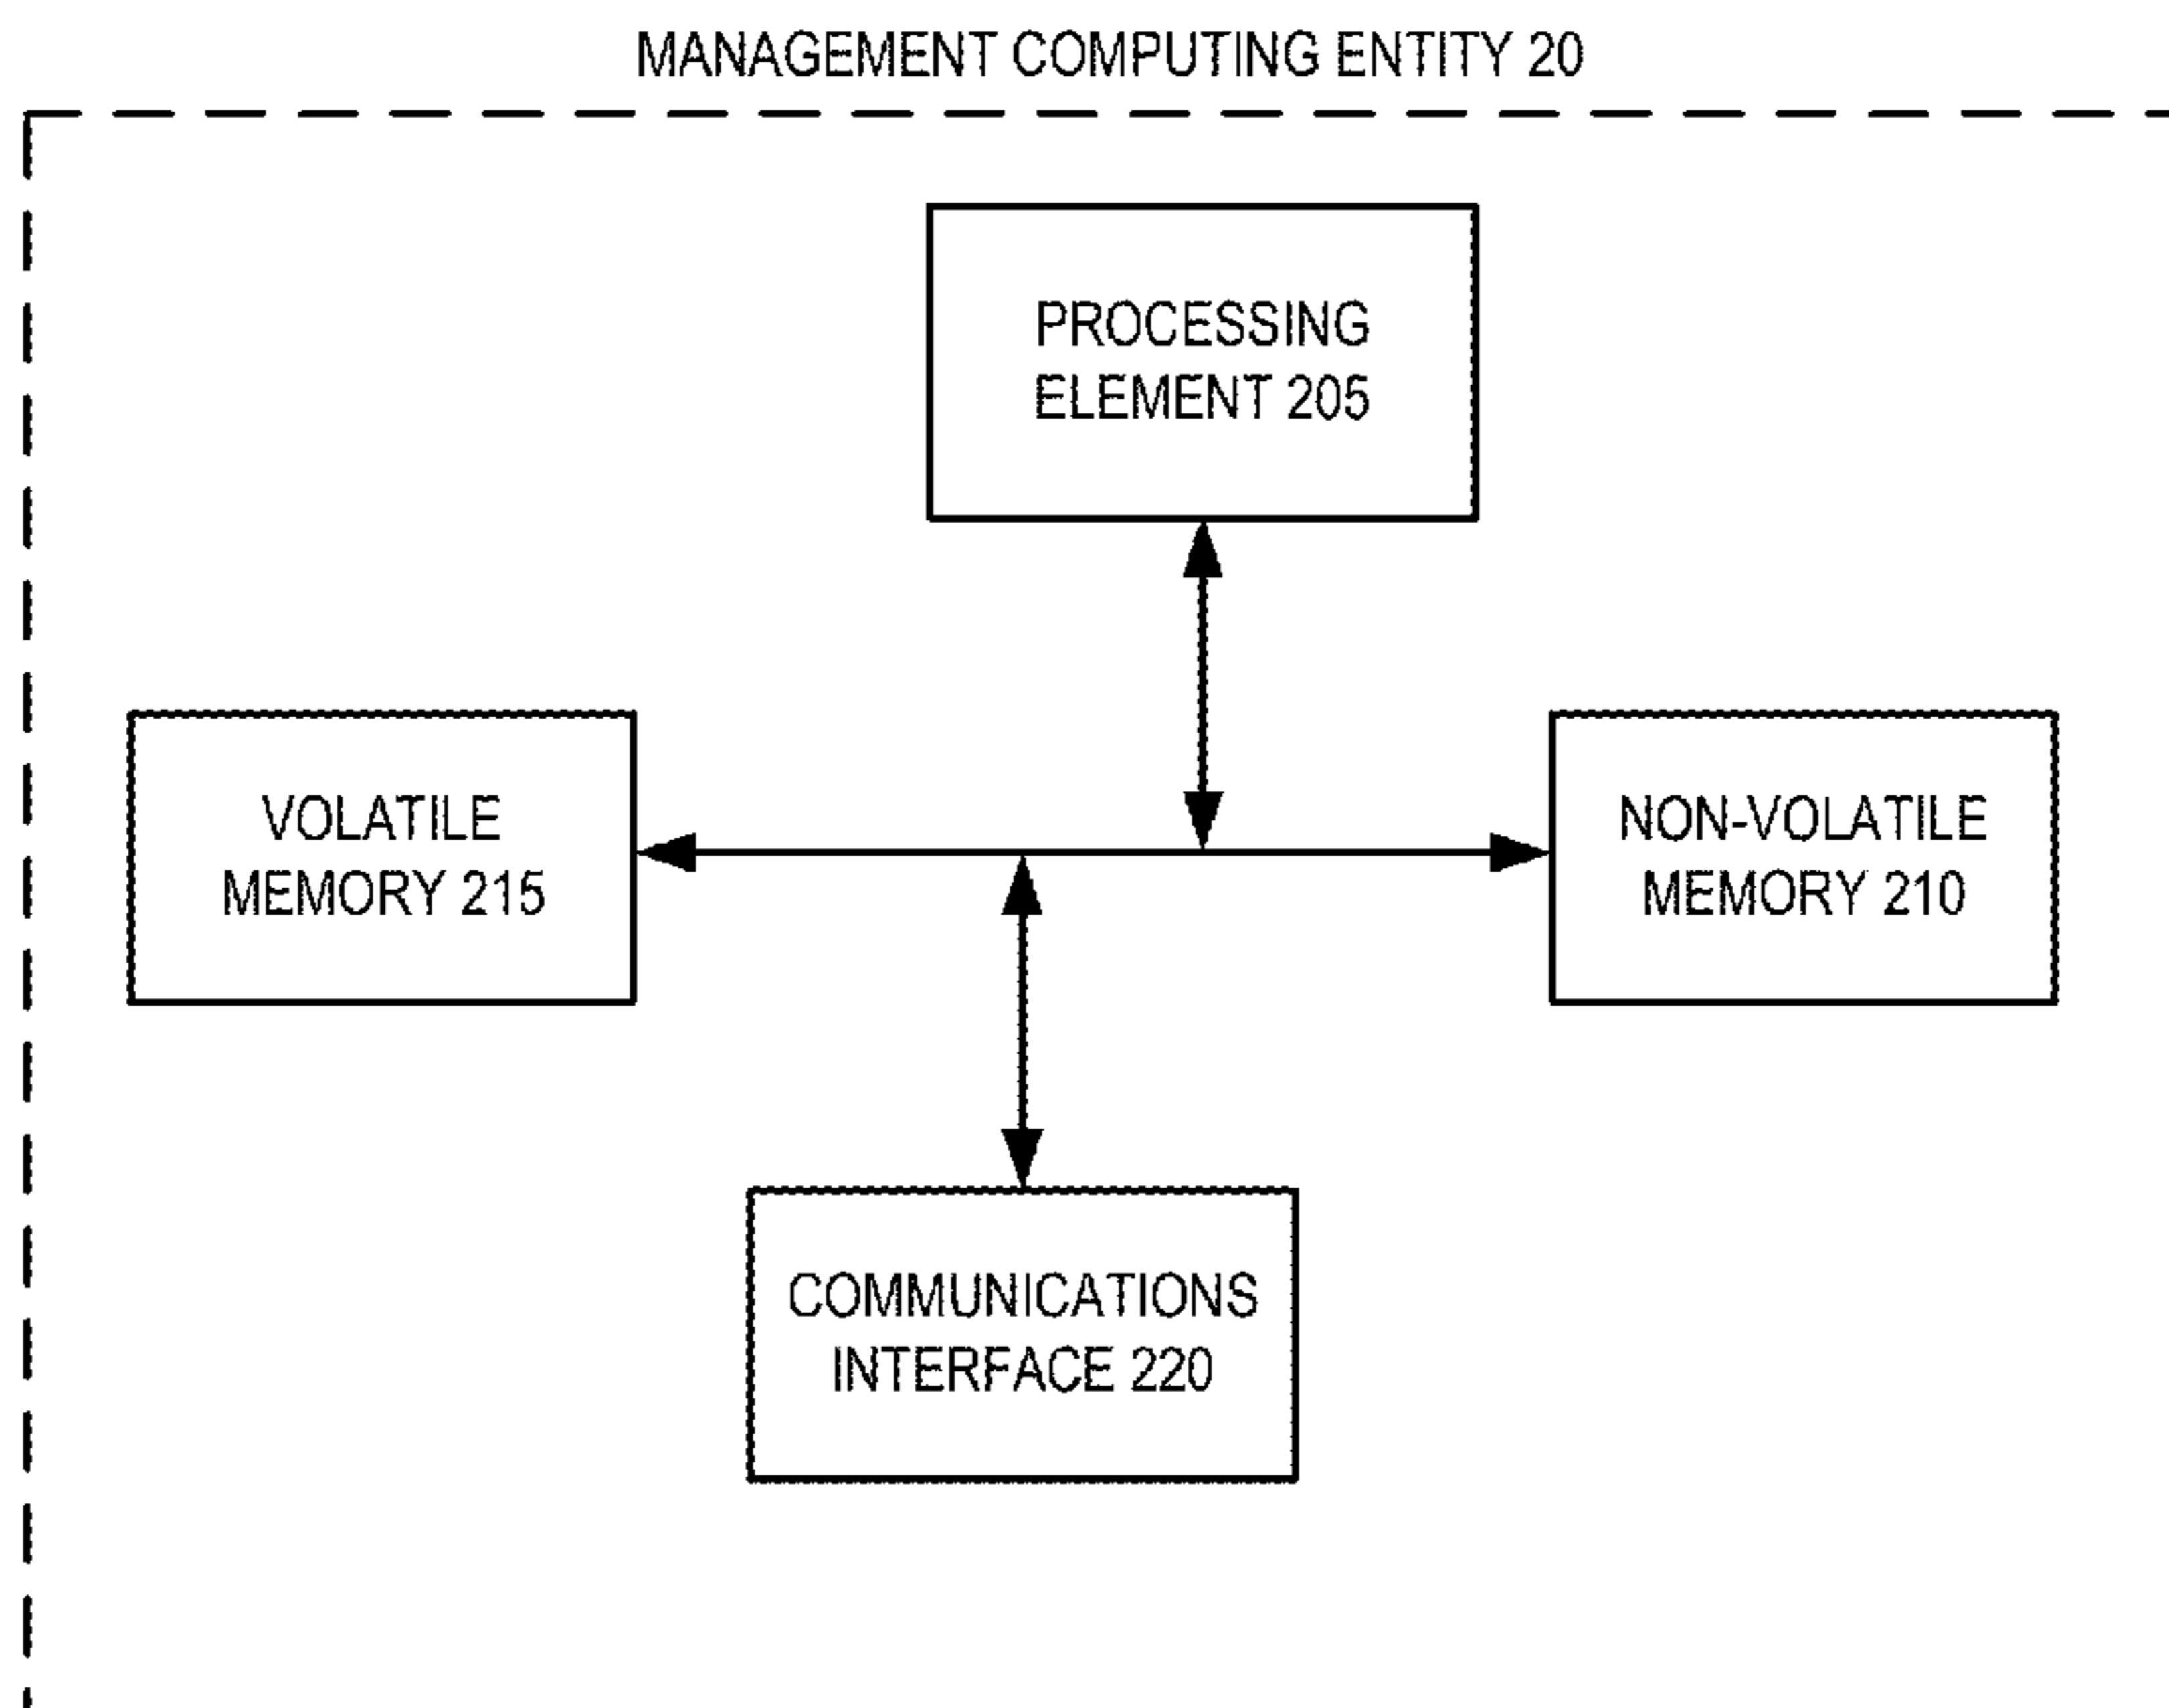 MANAGEMENT COMPUTING ENTITY 20
PROCESSING
ELEMENT 205
VOLATILE
MEMORY 215
NON-VOLATILE
MEMORY 210
COMMUNICATIONS
INTERFACE 220